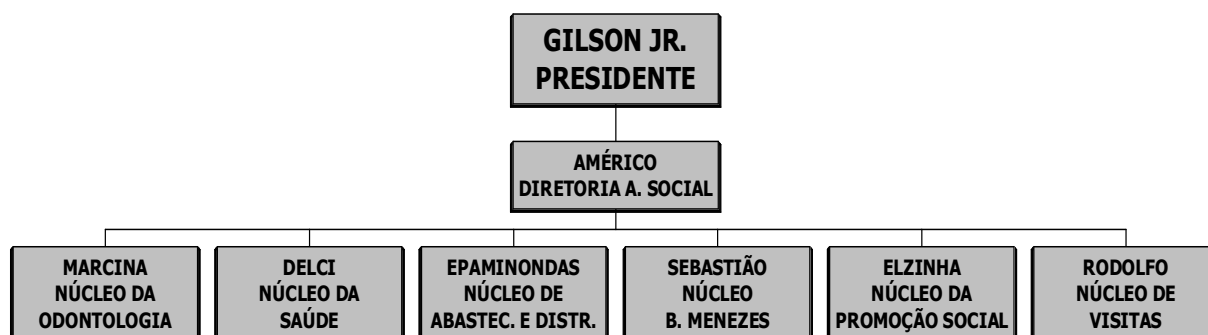 GILSON JR.
PRESIDENTE
AMÉRICO
DIRETORIA A. SOCIAL
MARCINA
NÚCLEO DA
ODONTOLOGIA
DELCI
NÚCLEO DA
SAÚDE
EPAMINONDAS
NÚCLEO DE
ABASTEC. E DISTR.
SEBASTIÃO
NÚCLEO
B. MENEZES
ELZINHA
NÚCLEO DA
PROMOÇÃO SOCIAL
RODOLFO
NÚCLEO DE
VISITAS